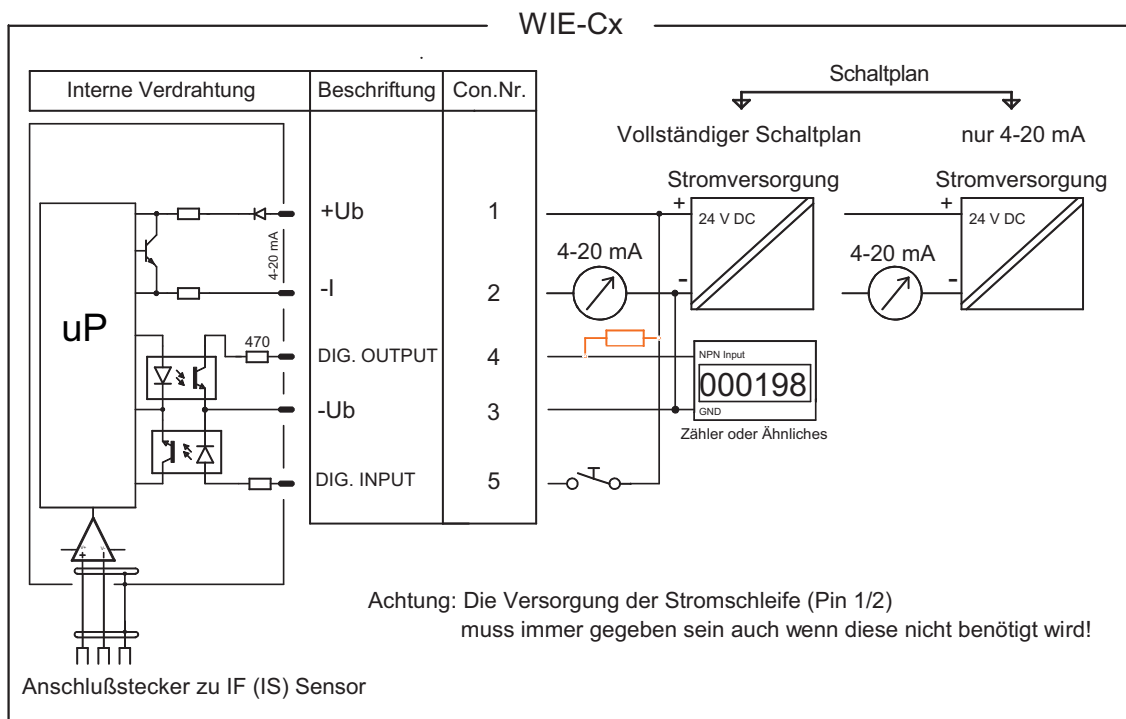 WIE-Cx
Interne Verdrahtung
Beschriftung
Con.Nr.
Schaltplan
Vollständiger Schaltplan
nur 4-20 mA
Stromversorgung
Stromversorgung
+Ub
1
+
24 V DC
+
24 V DC
4-20 mA
4-20 mA
4-20 mA
-I
2
-
-
uP
470
DIG. OUTPUT
4
NPN Input
000198
-Ub
3
GND
Zähler oder Ähnliches
DIG. INPUT
5
Achtung: Die Versorgung der Stromschleife (Pin 1/2)
muss immer gegeben sein auch wenn diese nicht benötigt wird!
Anschlußstecker zu IF (IS) Sensor